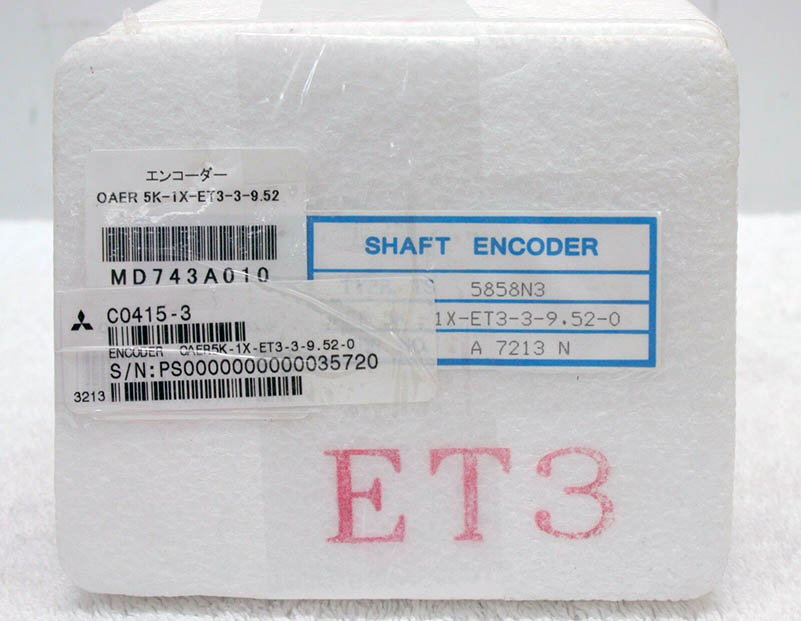 エンコーダー
OAER 5K-1X-ET3-3-9.52
MD743A010
C0415-3
ENCODER OAER5K-1X-ET3-3-9.52-0
S/N:PS0000000000035720
3213
SHAFT ENCODER
5858N3
1X-ET3-3-9.52-0
A 7213 N
ET3